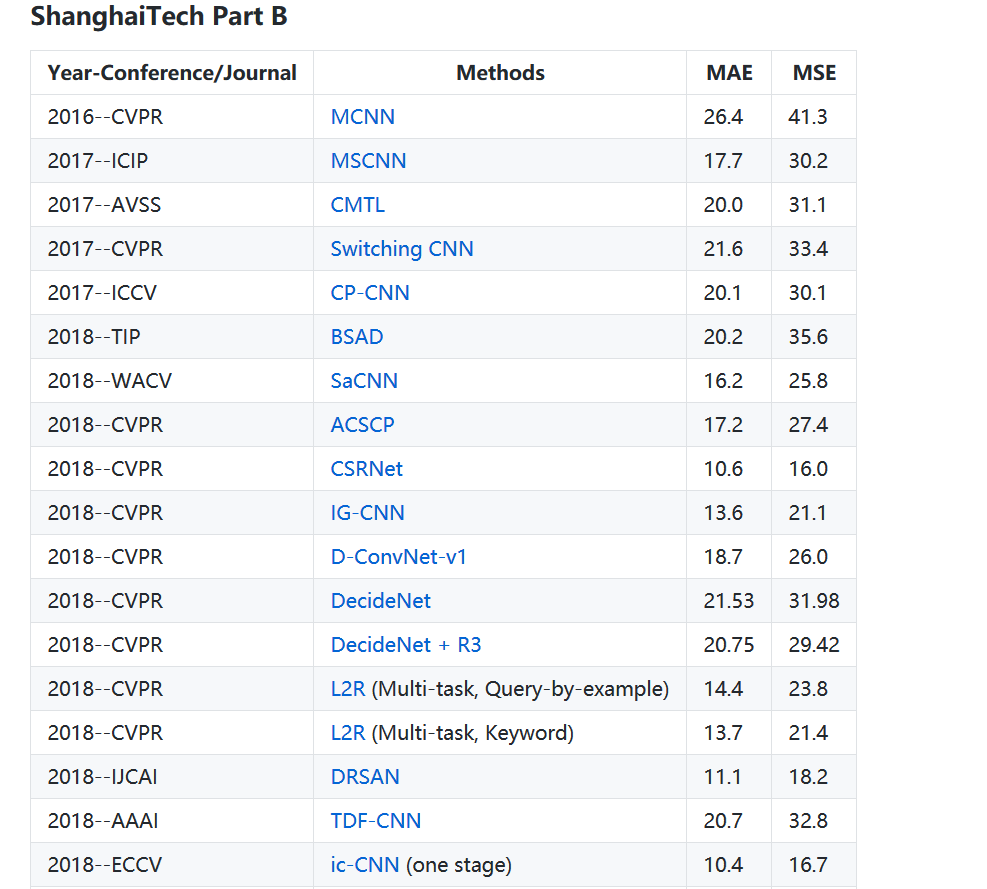 ShanghaiTech Part B
Year-Conference/Journal Methods MAE MSE
2016--CVPR MCNN 26.4 41.3
2017--ICIP MSCNN 17.7 30.2
2017--AVSS CMTL 20.0 31.1
2017--CVPR Switching CNN 21.6 33.4
2017--ICCV CP-CNN 20.1 30.1
2018--TIP BSAD 20.2 35.6
2018--WACV SaCNN 16.2 25.8
2018--CVPR ACSCP 17.2 27.4
2018--CVPR CSRNet 10.6 16.0
2018--CVPR IG-CNN 13.6 21.1
2018--CVPR D-ConvNet-v1 18.7 26.0
2018--CVPR DecideNet 21.53 31.98
2018--CVPR DecideNet + R3 20.75 29.42
2018--CVPR L2R (Multi-task, Query-by-example) 14.4 23.8
2018--CVPR L2R (Multi-task, Keyword) 13.7 21.4
2018--IJCAI DRSAN 11.1 18.2
2018--AAAI TDF-CNN 20.7 32.8
2018--ECCV ic-CNN (one stage) 10.4 16.7